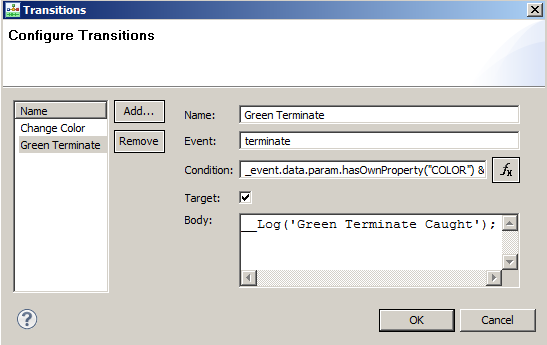 Transitions
Configure Transitions
Name
Change Color
Green Terminate
Add...
Remove
Name: Green Terminate
Event: terminate
Condition: _event.data.param.hasOwnProperty("COLOR") & fx
Target:
Body: __Log('Green Terminate Caught');
?
OK Cancel